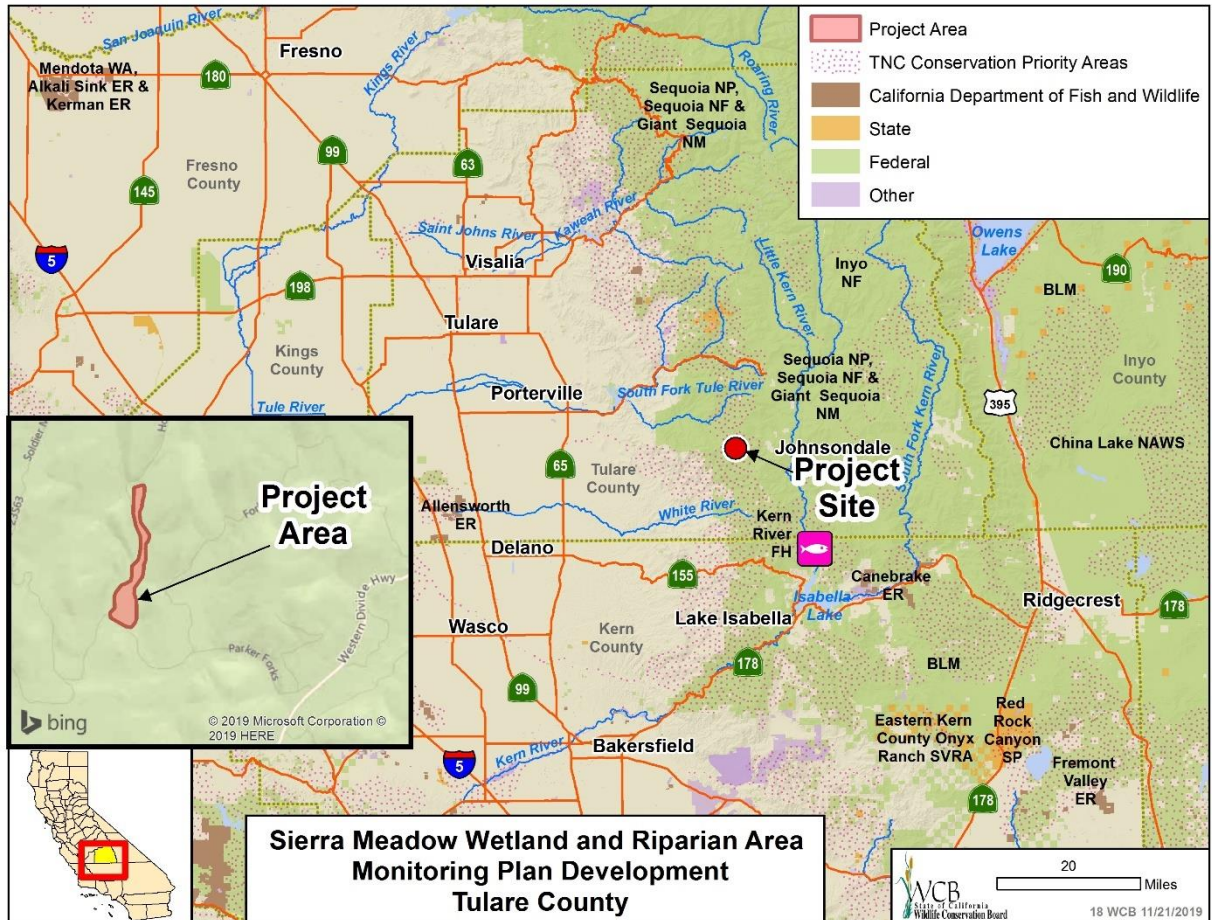 San Joaquin River
Fresno
Kings River
Roaring River
Mendota WA,
Alkali Sink ER &
Kerman ER
180
Sequoia NP,
Sequoia NF &
Giant Sequoia
NM
Project Area
TNC Conservation Priority Areas
California Department of Fish and Wildlife
State
Federal
Other
99
63
Fresno
County
145
Saint Johns River
Kaweah River
Owens
Lake
5
Visalia
198
Little Kern River
Inyo
NF
BLM
190
Tulare
Kings
County
Tule River
Porterville
South Fork Tule River
Sequoia NP,
Sequoia NF &
Giant Sequoia
NM
South Fork Kern River
Inyo
County
395
China Lake NAWS
Johnsondale
Project
Site
65
Tulare
County
Allensworth
ER
White River
Kern
River
FH
Delano
155
Canebrake
ER
Isabella
Lake
Ridgecrest
178
Wasco
Kern
County
Lake Isabella
178
BLM
99
Eastern Kern
County Onyx
Ranch SVRA
Red
Rock
Canyon
SP
Fremont
Valley
ER
Kern River
Bakersfield
5
178
Project
Area
23S63
Parker Forks
Western Divide Hwy
bing
© 2019 Microsoft Corporation ©
2019 HERE
Sierra Meadow Wetland and Riparian Area
Monitoring Plan Development
Tulare County
WCB
State of California
Wildlife Conservation Board
20
Miles
18 WCB 11/21/2019